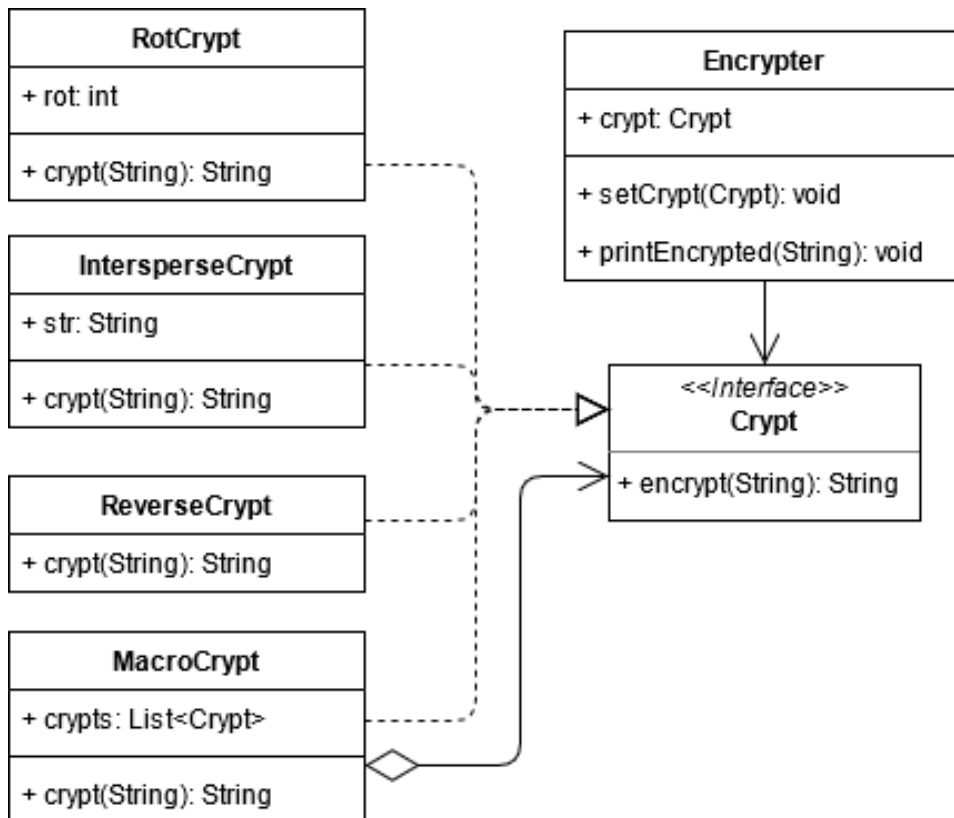 RotCrypt
+ rot: int
+ crypt(String): String
IntersperseCrypt
+ str: String
+ crypt(String): String
ReverseCrypt
+ crypt(String): String
MacroCrypt
+ crypts: List<Crypt>
+ crypt(String): String
Encrypter
+ crypt: Crypt
+ setCrypt(Crypt): void
+ printEncrypted(String): void
<<Interface>>
Crypt
+ encrypt(String): String